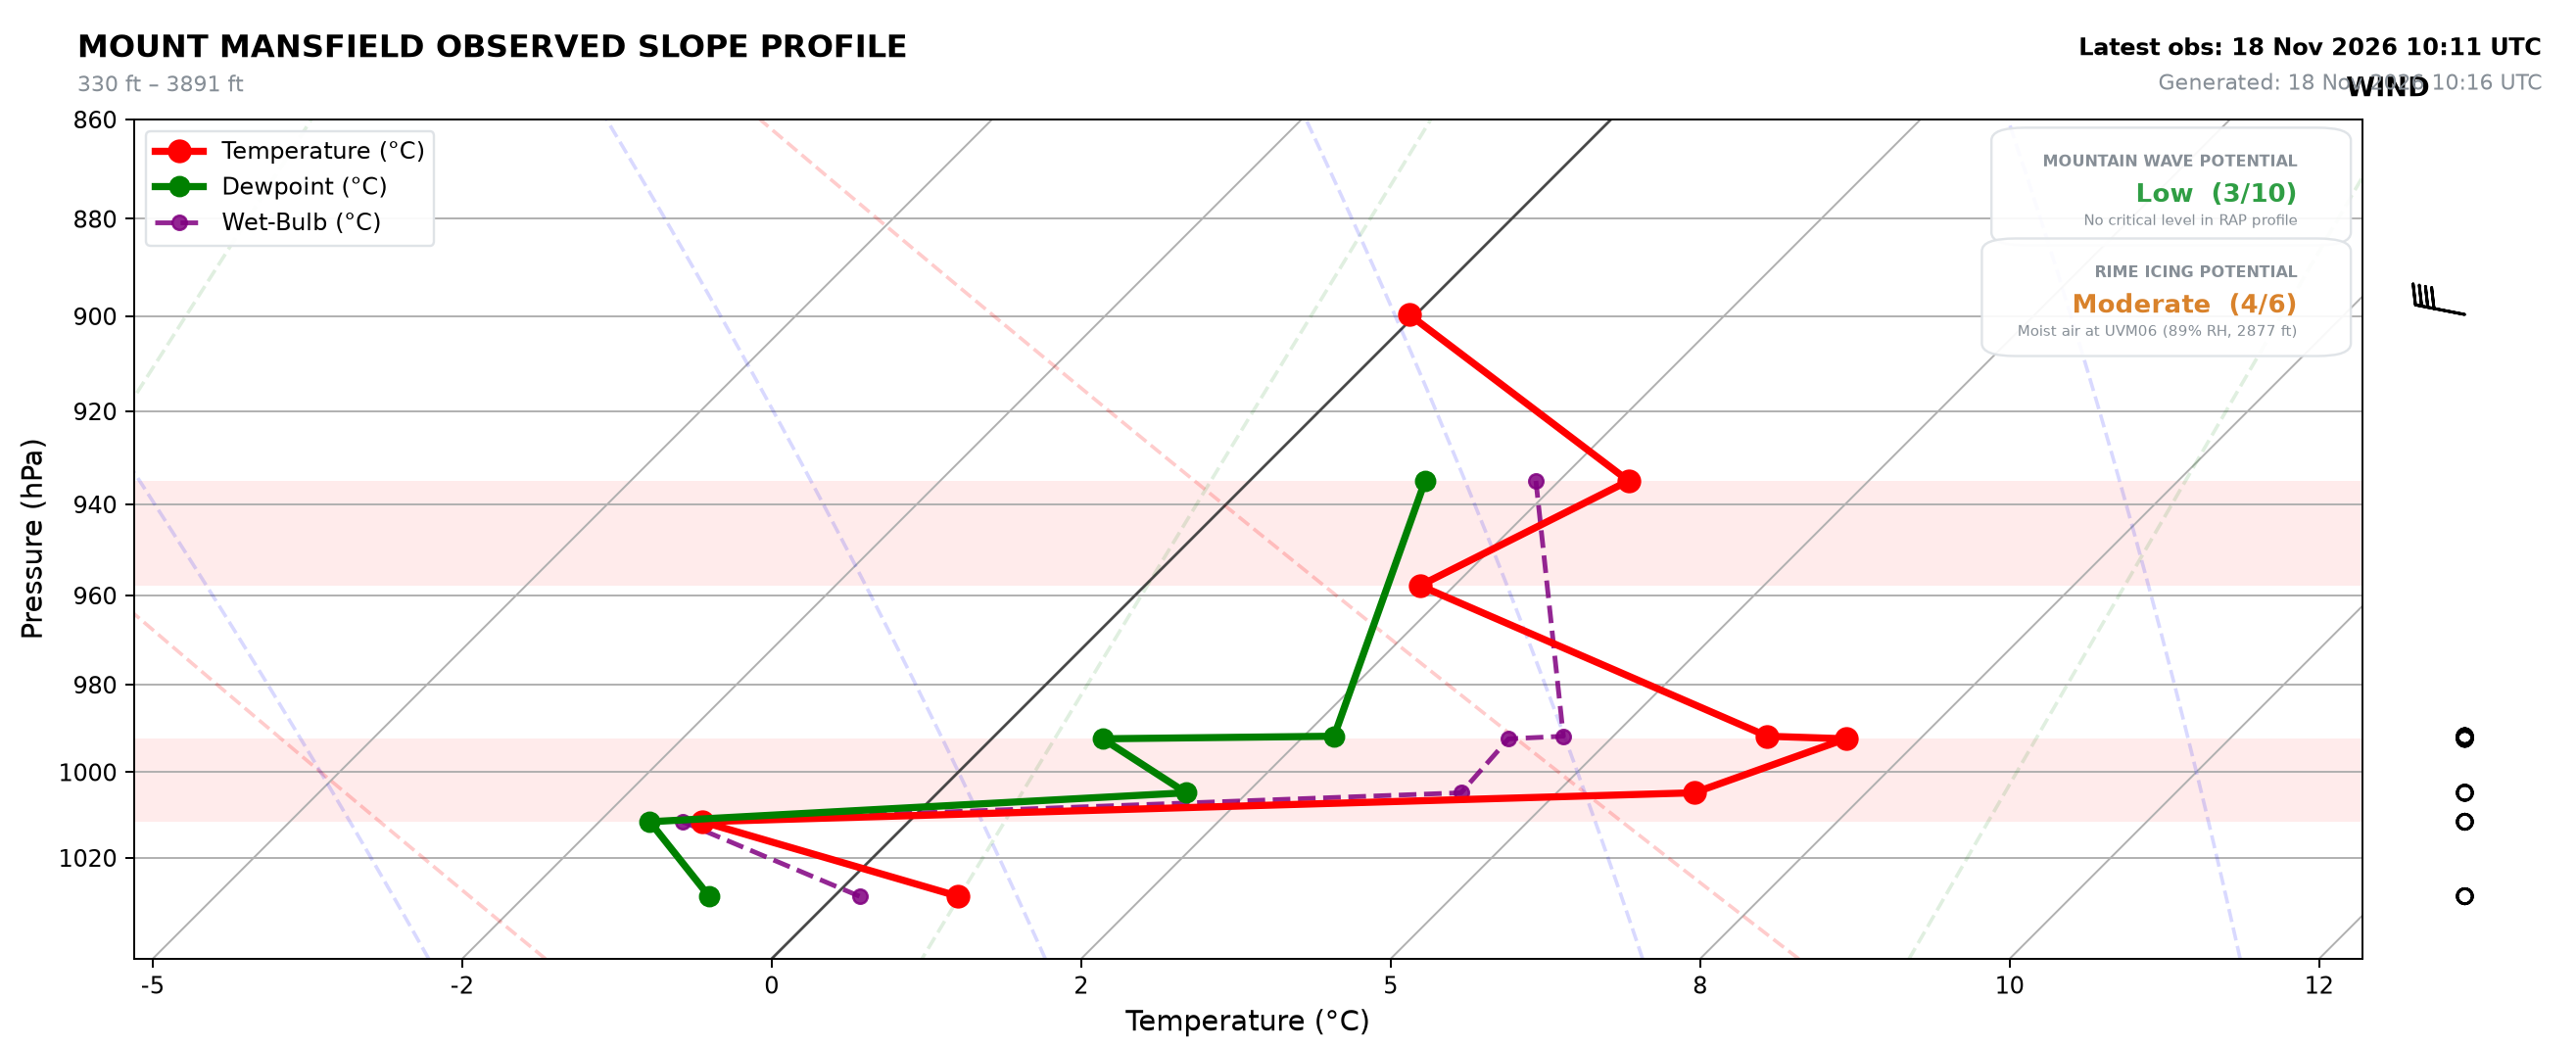 MOUNT MANSFIELD OBSERVED SLOPE PROFILE
330 ft – 3891 ft
Latest obs: 18 Nov 2026 10:11 UTC
Generated: 18 Nov 2026 10:16 UTC
WIND
Temperature (°C)
Dewpoint (°C)
Wet-Bulb (°C)
MOUNTAIN WAVE POTENTIAL
Low (3/10)
No critical level in RAP profile
RIME ICING POTENTIAL
Moderate (4/6)
Moist air at UVM06 (89% RH, 2877 ft)
Pressure (hPa)
860
880
900
920
940
960
980
1000
1020
-5 -2 0 2 5 8 10 12
Temperature (°C)